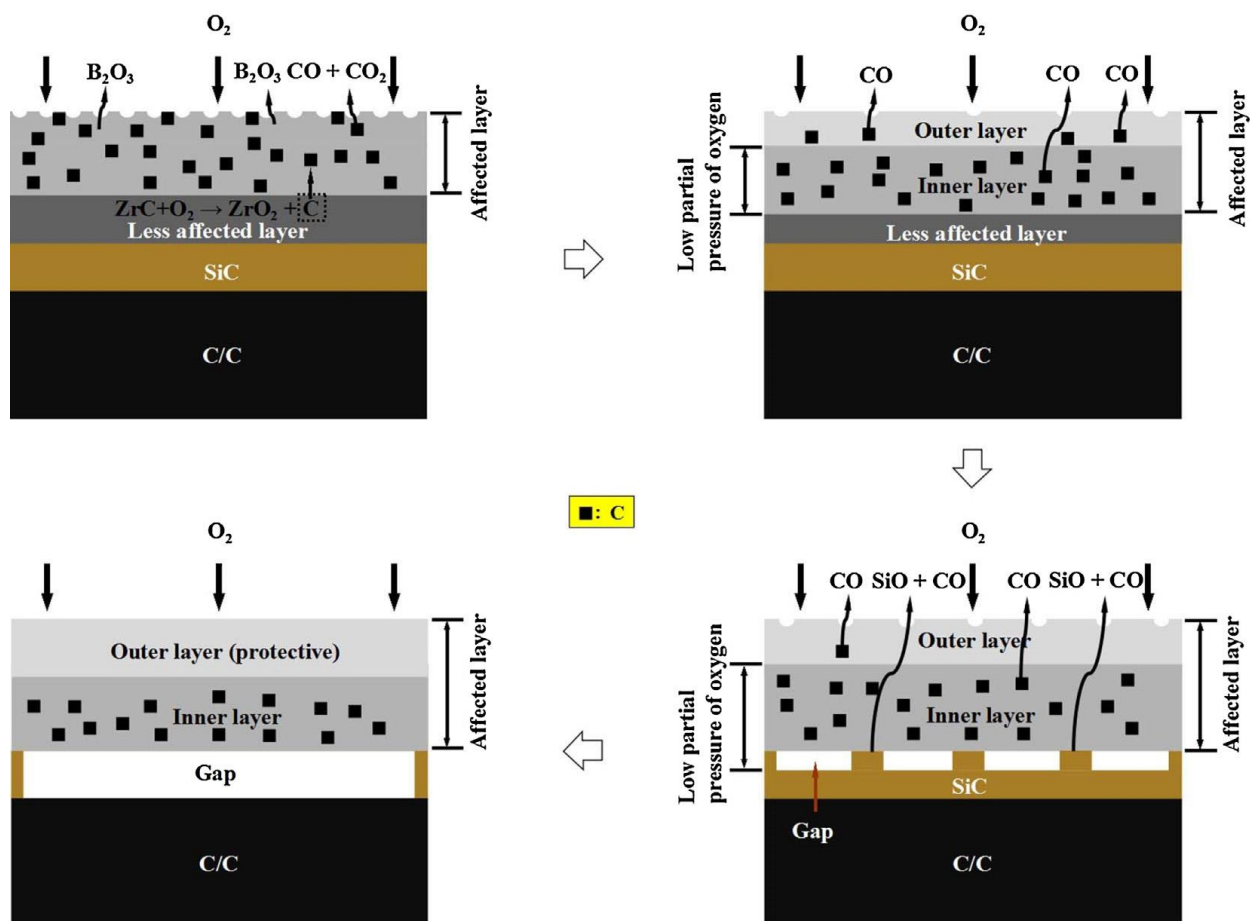 O₂
B₂O₃
B₂O₃ CO + CO₂
Affected layer
ZrC+O₂ → ZrO₂ + C
Less affected layer
SiC
C/C
O₂
CO
CO
CO
Outer layer
Inner layer
Low partial
pressure of oxygen
Affected layer
Less affected layer
SiC
C/C
■: C
O₂
Outer layer (protective)
Inner layer
Affected layer
Gap
C/C
O₂
CO SiO + CO
CO SiO + CO
Outer layer
Inner layer
Low partial
pressure of oxygen
Affected layer
SiC
Gap
C/C